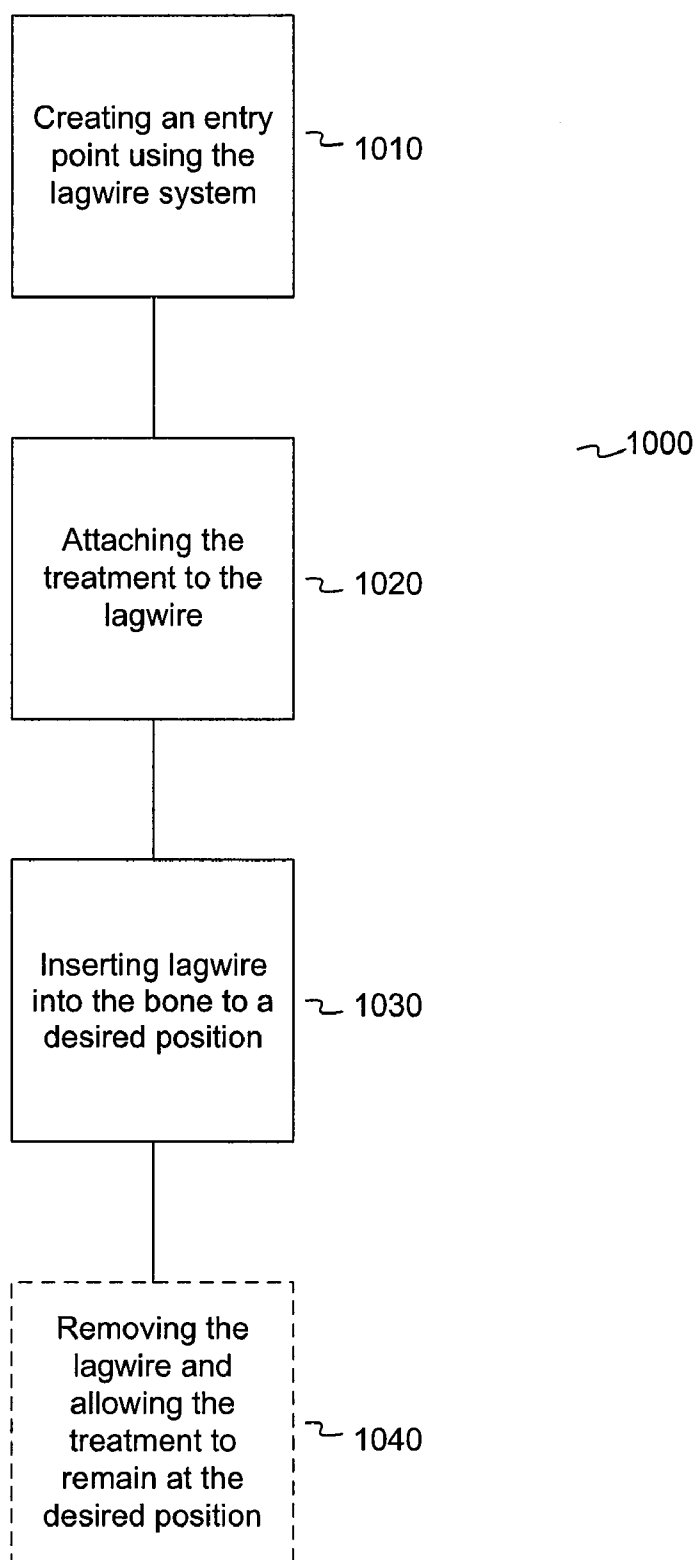 Creating an entry
point using the
lagwire system
1010
1000
Attaching the
treatment to the
lagwire
1020
Inserting lagwire
into the bone to a
desired position
1030
Removing the
lagwire and
allowing the
treatment to
remain at the
desired position
1040